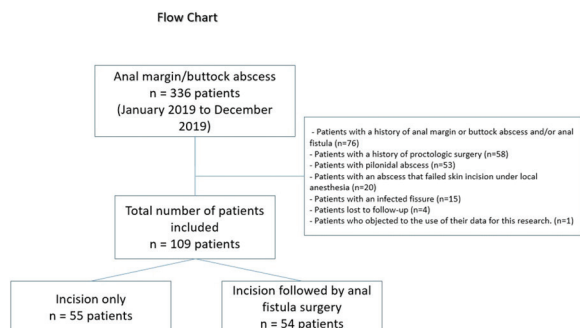 Flow Chart
Anal margin/buttock abscess
n = 336 patients
(January 2019 to December
2019)
- Patients with a history of anal margin or buttock abscess and/or anal
fistula (n=76)
- Patients with a history of proctologic surgery (n=58)
- Patients with pilonidal abscess (n=53)
- Patients with an abscess that failed skin incision under local
anesthesia (n=20)
- Patients with an infected fissure (n=15)
- Patients lost to follow-up (n=4)
- Patients who objected to the use of their data for this research. (n=1)
Total number of patients
included
n = 109 patients
Incision only
n = 55 patients
Incision followed by anal
fistula surgery
n = 54 patients